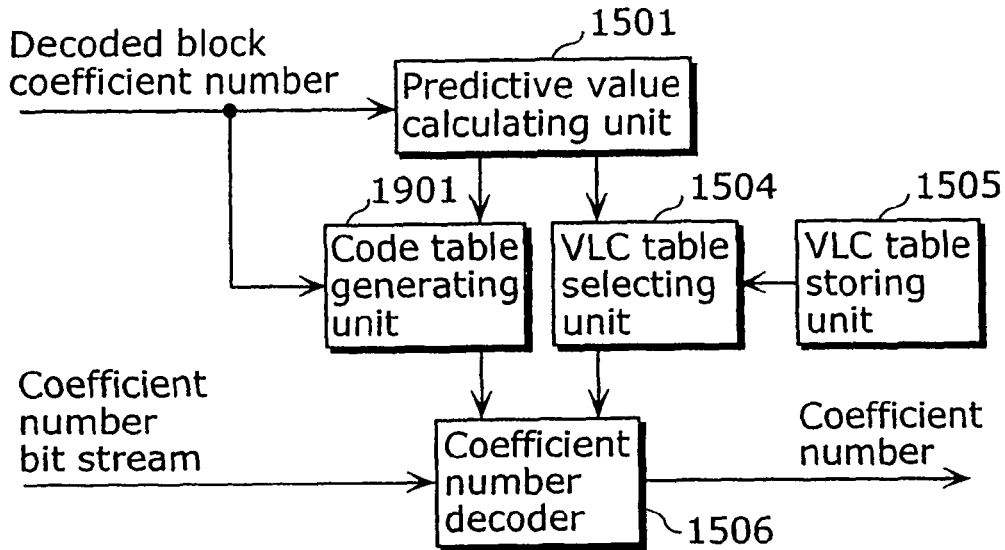 1501
Decoded block
coefficient number
Predictive value
calculating unit
1901
1504
1505
Code table
generating
unit
VLC table
selecting
unit
VLC table
storing
unit
Coefficient
number
bit stream
Coefficient
number
decoder
Coefficient
number
1506